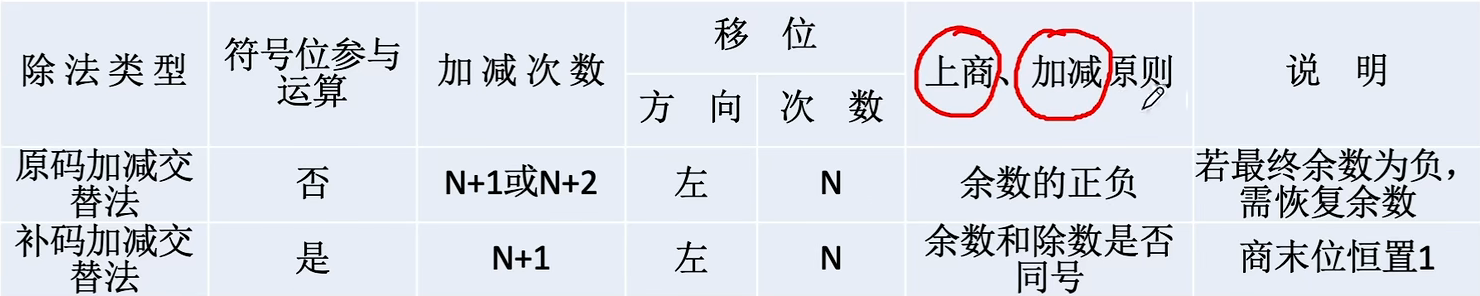 除法类型
符号位参与
运算
加减次数
移 位
方 向
次 数
上商、加减原则
说 明
原码加减交
替法
否
N+1或N+2
左
N
余数的正负
若最终余数为负，
需恢复余数
补码加减交
替法
是
N+1
左
N
余数和除数是否
同号
商末位恒置1